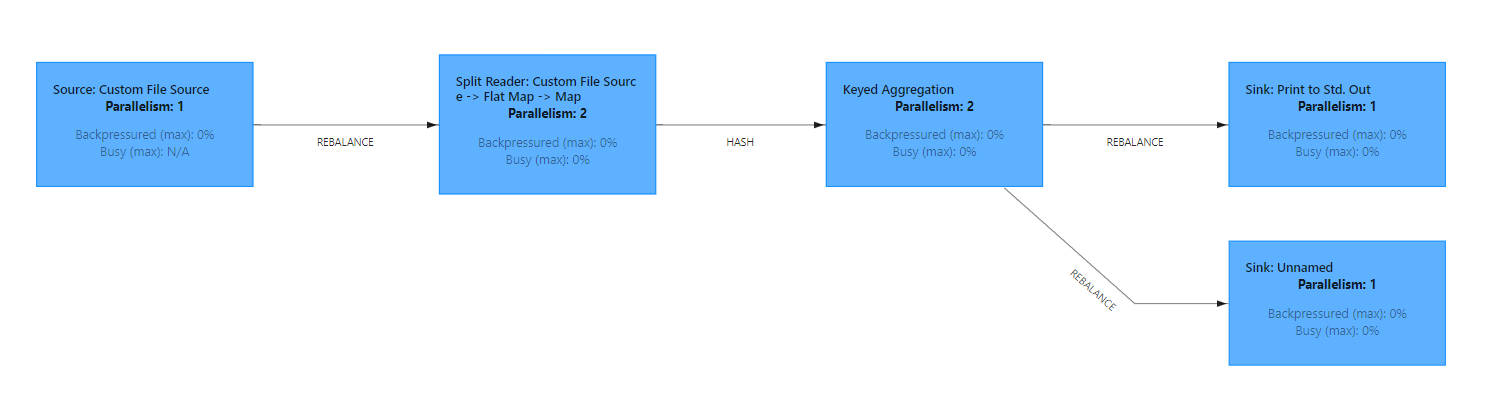 Source: Custom File Source
Parallelism: 1
Backpressured (max): 0%
Busy (max): N/A
REBALANCE
Split Reader: Custom File Sourc
e -> Flat Map -> Map
Parallelism: 2
Backpressured (max): 0%
Busy (max): 0%
HASH
Keyed Aggregation
Parallelism: 2
Backpressured (max): 0%
Busy (max): 0%
REBALANCE
Sink: Print to Std. Out
Parallelism: 1
Backpressured (max): 0%
Busy (max): 0%
REBALANCE
Sink: Unnamed
Parallelism: 1
Backpressured (max): 0%
Busy (max): 0%